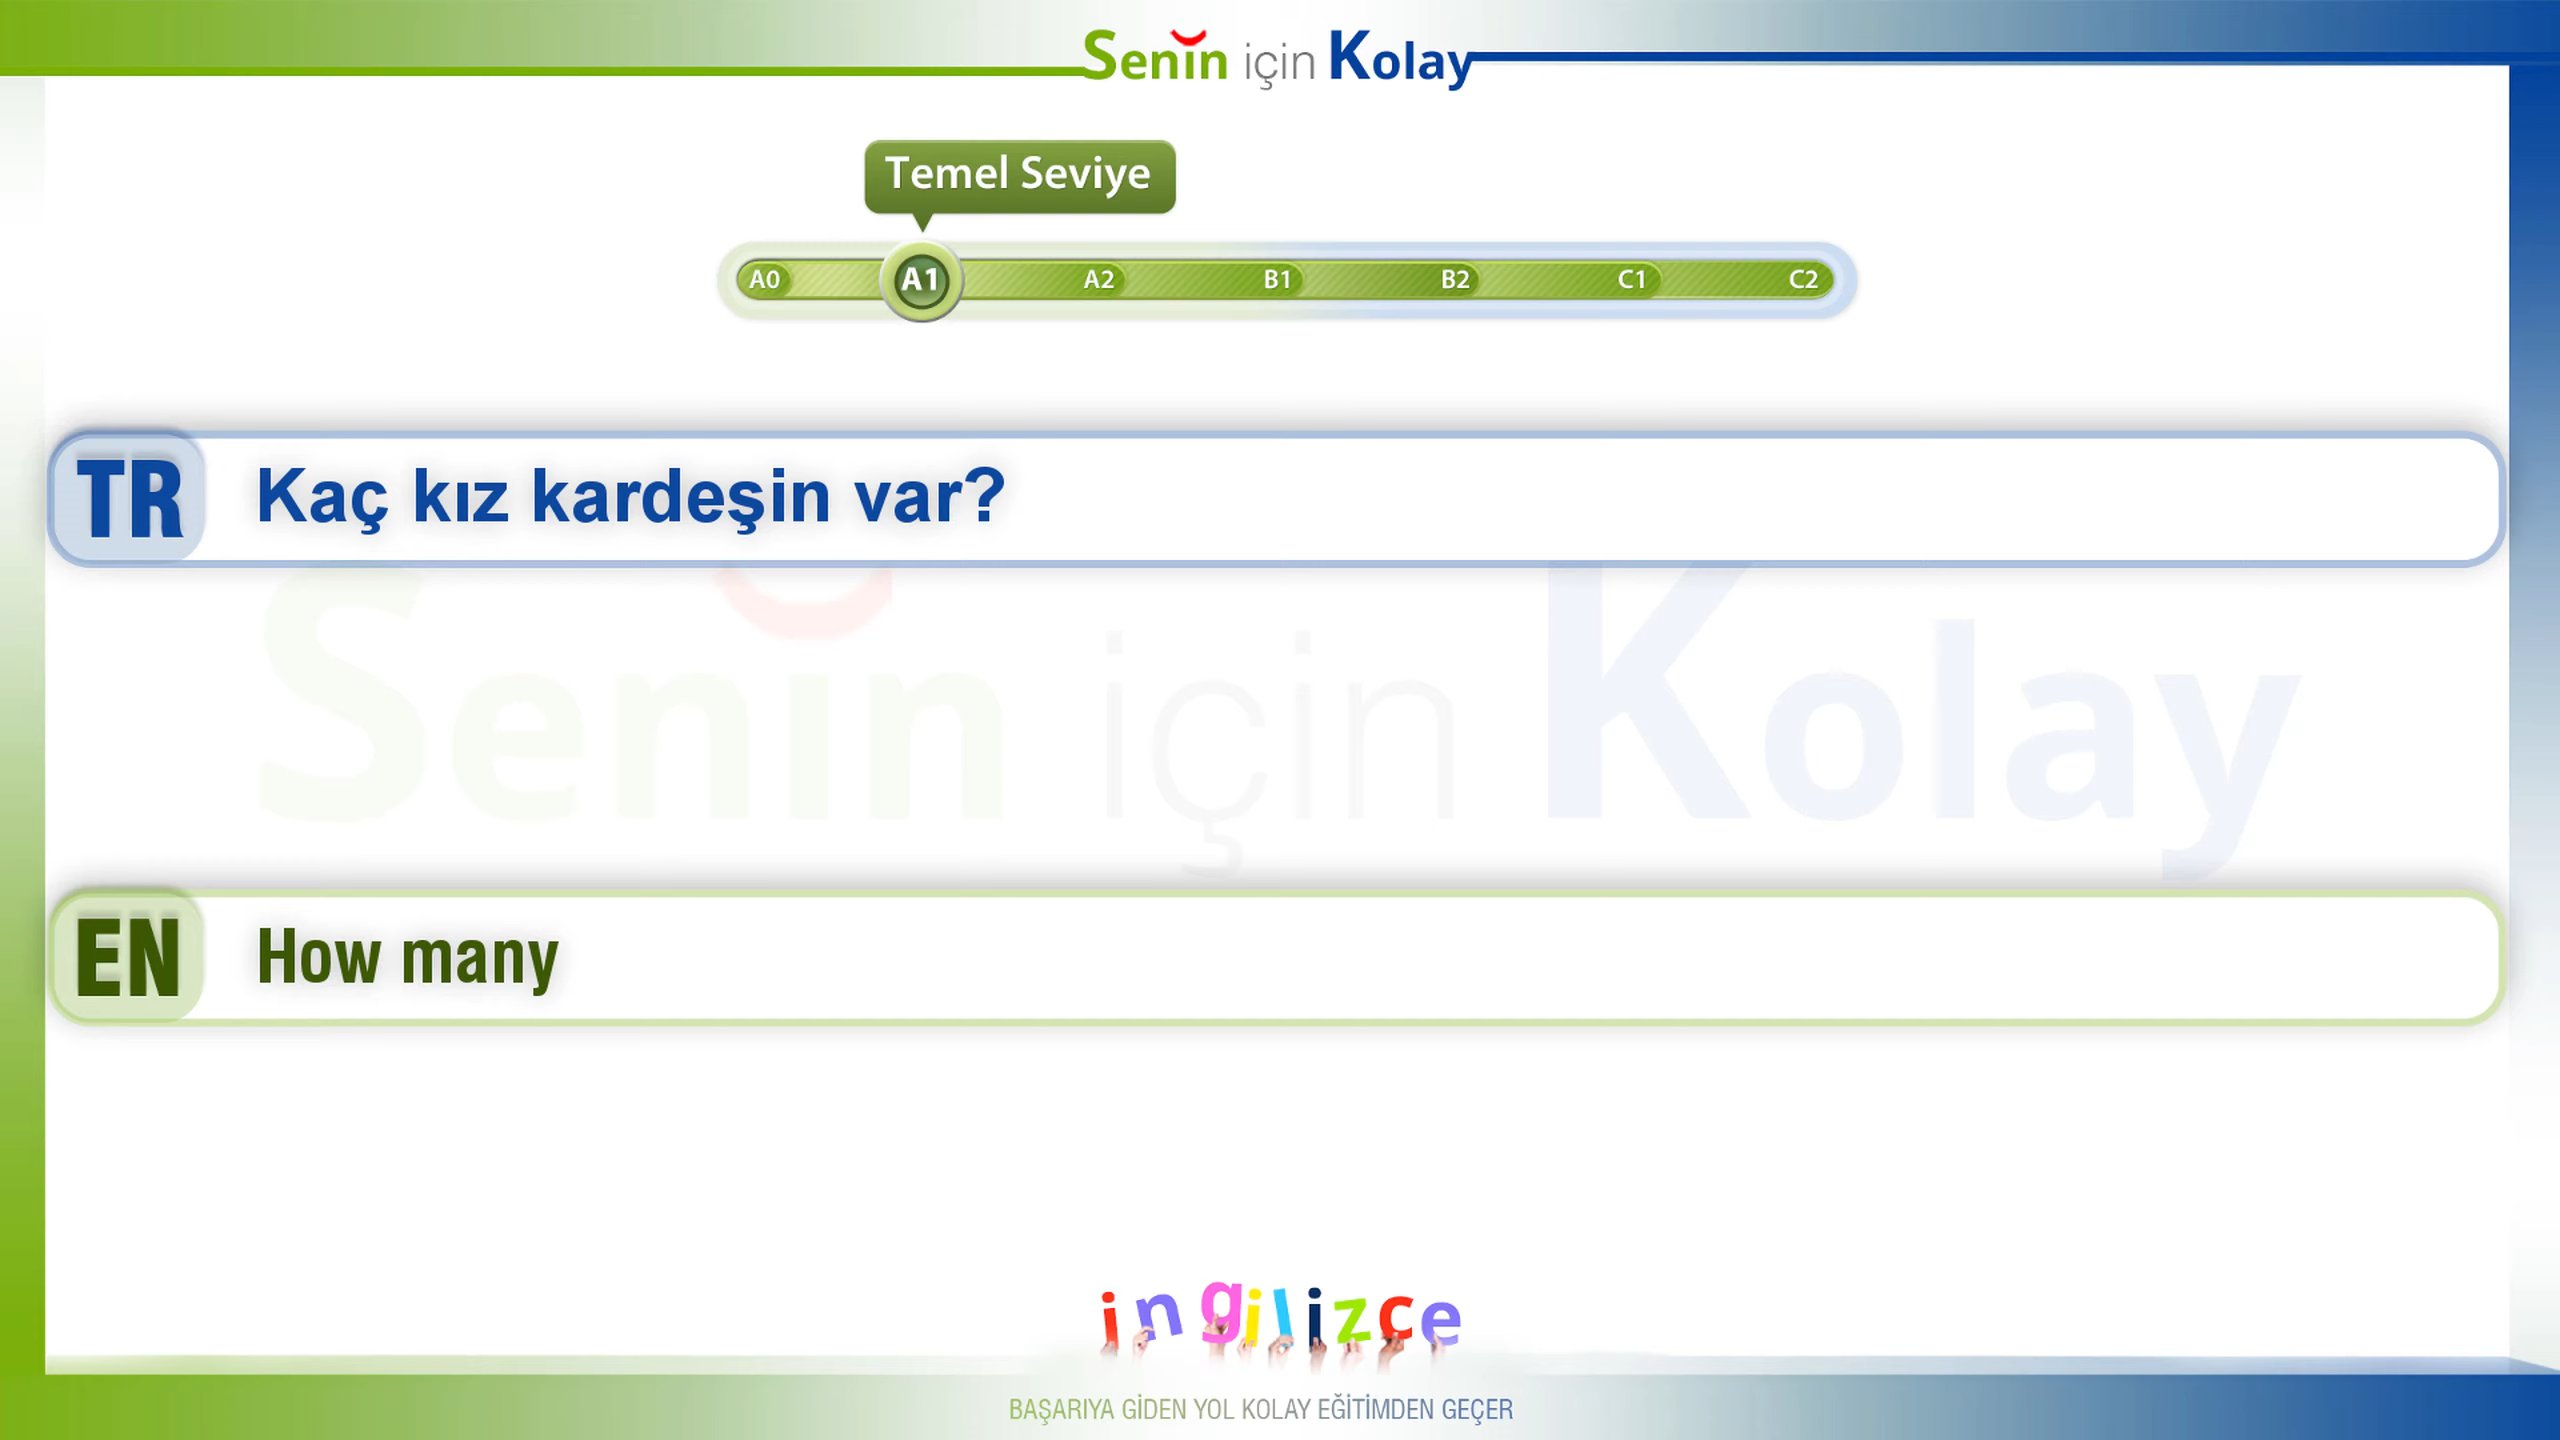 Senin için Kolay
Temel Seviye
A0 A1 A2 B1 B2 C1 C2
TR Kaç kız kardeşin var?
Senin için Kolay
EN How many
ingilizce
BAŞARIYA GİDEN YOL KOLAY EĞİTİMDEN GEÇER